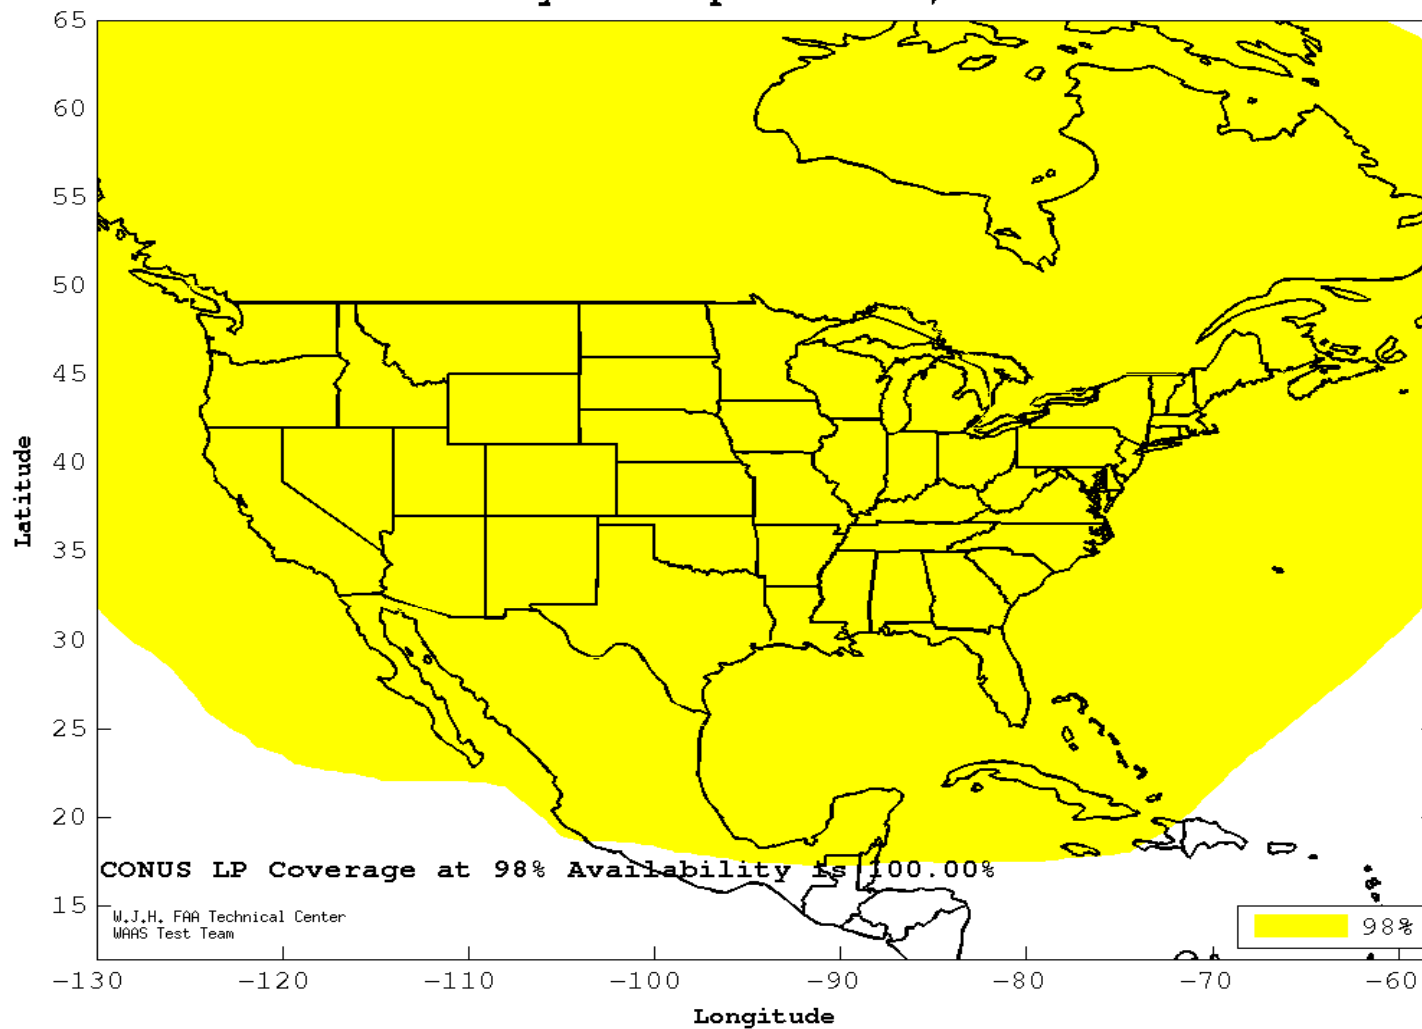 65
60
55
50
45
40
35
30
25
20
15
Latitude
CONUS LP Coverage at 98% Availability is 100.00%
W.J.H. FAA Technical Center
WAAS Test Team
98%
-130 -120 -110 -100 -90 -80 -70 -60
Longitude